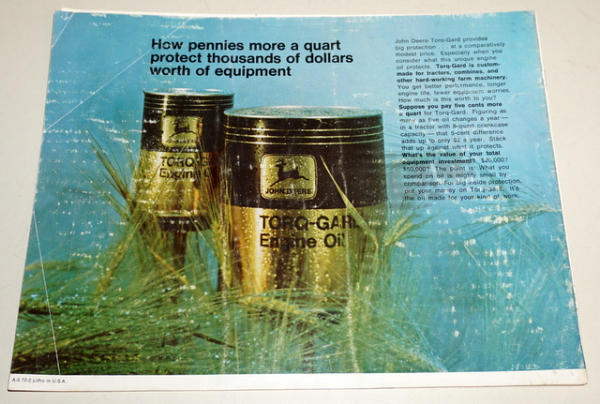 How pennies more a quart
protect thousands of dollars
worth of equipment
John Deere Torq-Gard provides
big protection . . . at a comparatively
modest price. Especially when you
consider what this unique engine
oil protects. Torq-Gard is custom-
made for tractors, combines, and
other hard-working farm machinery.
You get better performance, longer
engine life, fewer equipment worries.
How much is this worth to you?
Suppose you pay five cents more
a quart for Torq-Gard. Figuring as
many as five oil changes a year—
in a tractor with 8-quart crankcase
capacity—that 5-cent difference
adds up to only $2 a year. Stack
that up against what it protects.
What's the value of your total
equipment investment? $20,000?
$50,000? The point is: What you
spend on oil is mighty small by
comparison. For big inside protection,
put your money on Torq-Gard. It's
the oil made for your kind of work.
TORQ-GA
Engine O
JOHN DEERE
TORQ-GARD
Engine Oil
Litho in U.S.A.